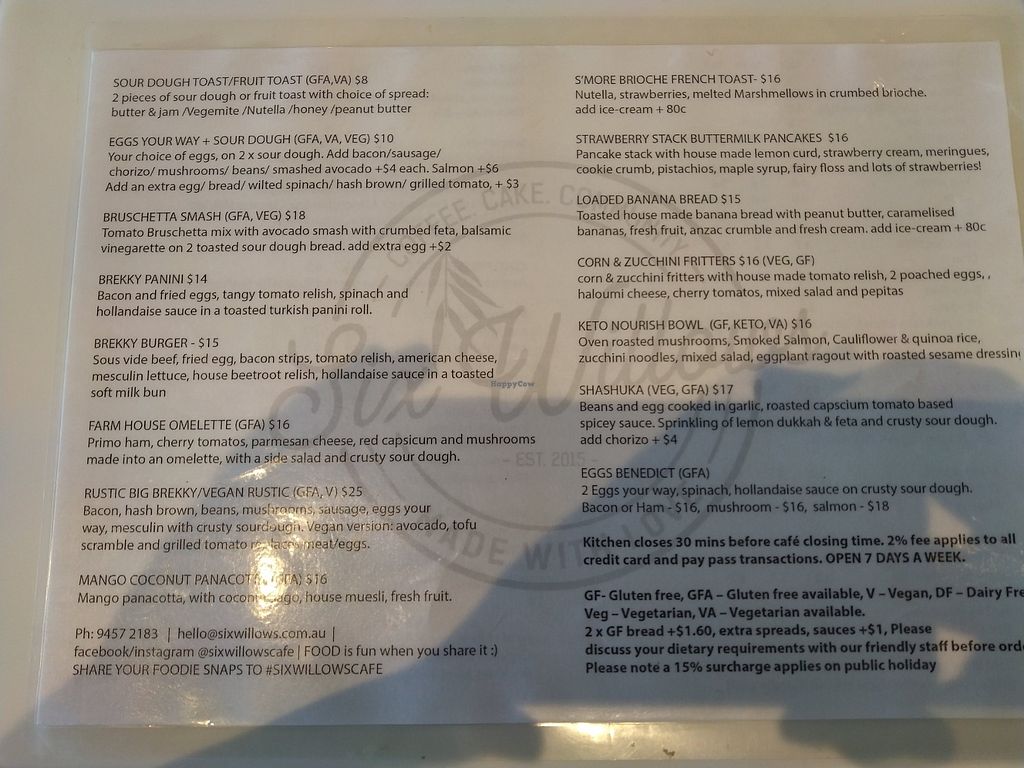 SOUR DOUGH TOAST/FRUIT TOAST (GFA,VA) $8
2 pieces of sour dough or fruit toast with choice of spread:
butter & jam /Vegemite /Nutella /honey /peanut butter
EGGS YOUR WAY + SOUR DOUGH (GFA, VA, VEG) $10
Your choice of eggs, on 2 x sour dough. Add bacon/sausage/
chorizo/ mushrooms/ beans/ smashed avocado +$4 each. Salmon +$6
Add an extra egg/ bread/ wilted spinach/ hash brown/ grilled tomato, + $3
BRUSCHETTA SMASH (GFA, VEG) $18
Tomato Bruschetta mix with avocado smash with crumbed feta, balsamic
vinegarette on 2 toasted sour dough bread. add extra egg +$2
BREKKY PANINI $14
Bacon and fried eggs, tangy tomato relish, spinach and
hollandaise sauce in a toasted turkish panini roll.
BREKKY BURGER - $15
Sous vide beef, fried egg, bacon strips, tomato relish, american cheese,
mesculin lettuce, house beetroot relish, hollandaise sauce in a toasted
soft milk bun
FARM HOUSE OMELETTE (GFA) $16
Primo ham, cherry tomatoes, parmesan cheese, red capsicum and mushrooms
made into an omelette, with a side salad and crusty sour dough.
RUSTIC BIG BREKKY/VEGAN RUSTIC (GFA, V) $25
Bacon, hash brown, beans, mushrooms, sausage, eggs your
way, mesculin with crusty sourdough. Vegan version: avocado, tofu
scramble and grilled tomato replaces meat/eggs.
MANGO COCONUT $16
Mango panacotta, with house muesli, fresh fruit.
Ph: 9457 2183 | hello@sixwillows.com.au |
facebook/instagram @sixwillowscafe | FOOD is fun when you share it :)
SHARE YOUR FOODIE SNAPS TO #SIXWILLOWSCAFE
S'MORE BRIOCHE FRENCH TOAST- $16
Nutella, strawberries, melted Marshmellows in crumbed brioche.
add ice-cream + 80c
STRAWBERRY STACK BUTTERMILK PANCAKES $16
Pancake stack with house made lemon curd, strawberry cream, meringues,
cookie crumb, pistachios, maple syrup, fairy floss and lots of strawberries!
LOADED BANANA BREAD $15
Toasted house made banana bread with peanut butter, caramelised
bananas, fresh fruit, anzac crumble and fresh cream. add ice-cream + 80c
CORN & ZUCCHINI FRITTERS $16 (VEG, GF)
corn & zucchini fritters with house made tomato relish, 2 poached eggs, ,
haloumi cheese, cherry tomatos, mixed salad and pepitas
KETO NOURISH BOWL (GF, KETO, VA) $16
Oven roasted mushrooms, Smoked Salmon, Cauliflower & quinoa rice,
zucchini noodles, mixed salad, eggplant ragout with roasted sesame dressing
SHASHUKA (VEG, GFA) $17
Beans and egg cooked in garlic, roasted capscium tomato based
spicey sauce. Sprinkling of lemon dukkah & feta and crusty sour dough.
add chorizo + $4
EGGS BENEDICT (GFA)
2 Eggs your way, spinach, hollandaise sauce on crusty sour dough.
Bacon or Ham - $16, mushroom - $16, salmon - $18
Kitchen closes 30 mins before café closing time. 2% fee applies to all
credit card and pay pass transactions. OPEN 7 DAYS A WEEK.
GF- Gluten free, GFA – Gluten free available, V – Vegan, DF – Dairy Fre
Veg – Vegetarian, VA – Vegetarian available.
2 x GF bread +$1.60, extra spreads, sauces +$1, Please
discuss your dietary requirements with our friendly staff before orde
Please note a 15% surcharge applies on public holiday
COFFEE. CAKE.
Six Willows
- EST. 2015 -
MADE WITH LOVE
HappyCow